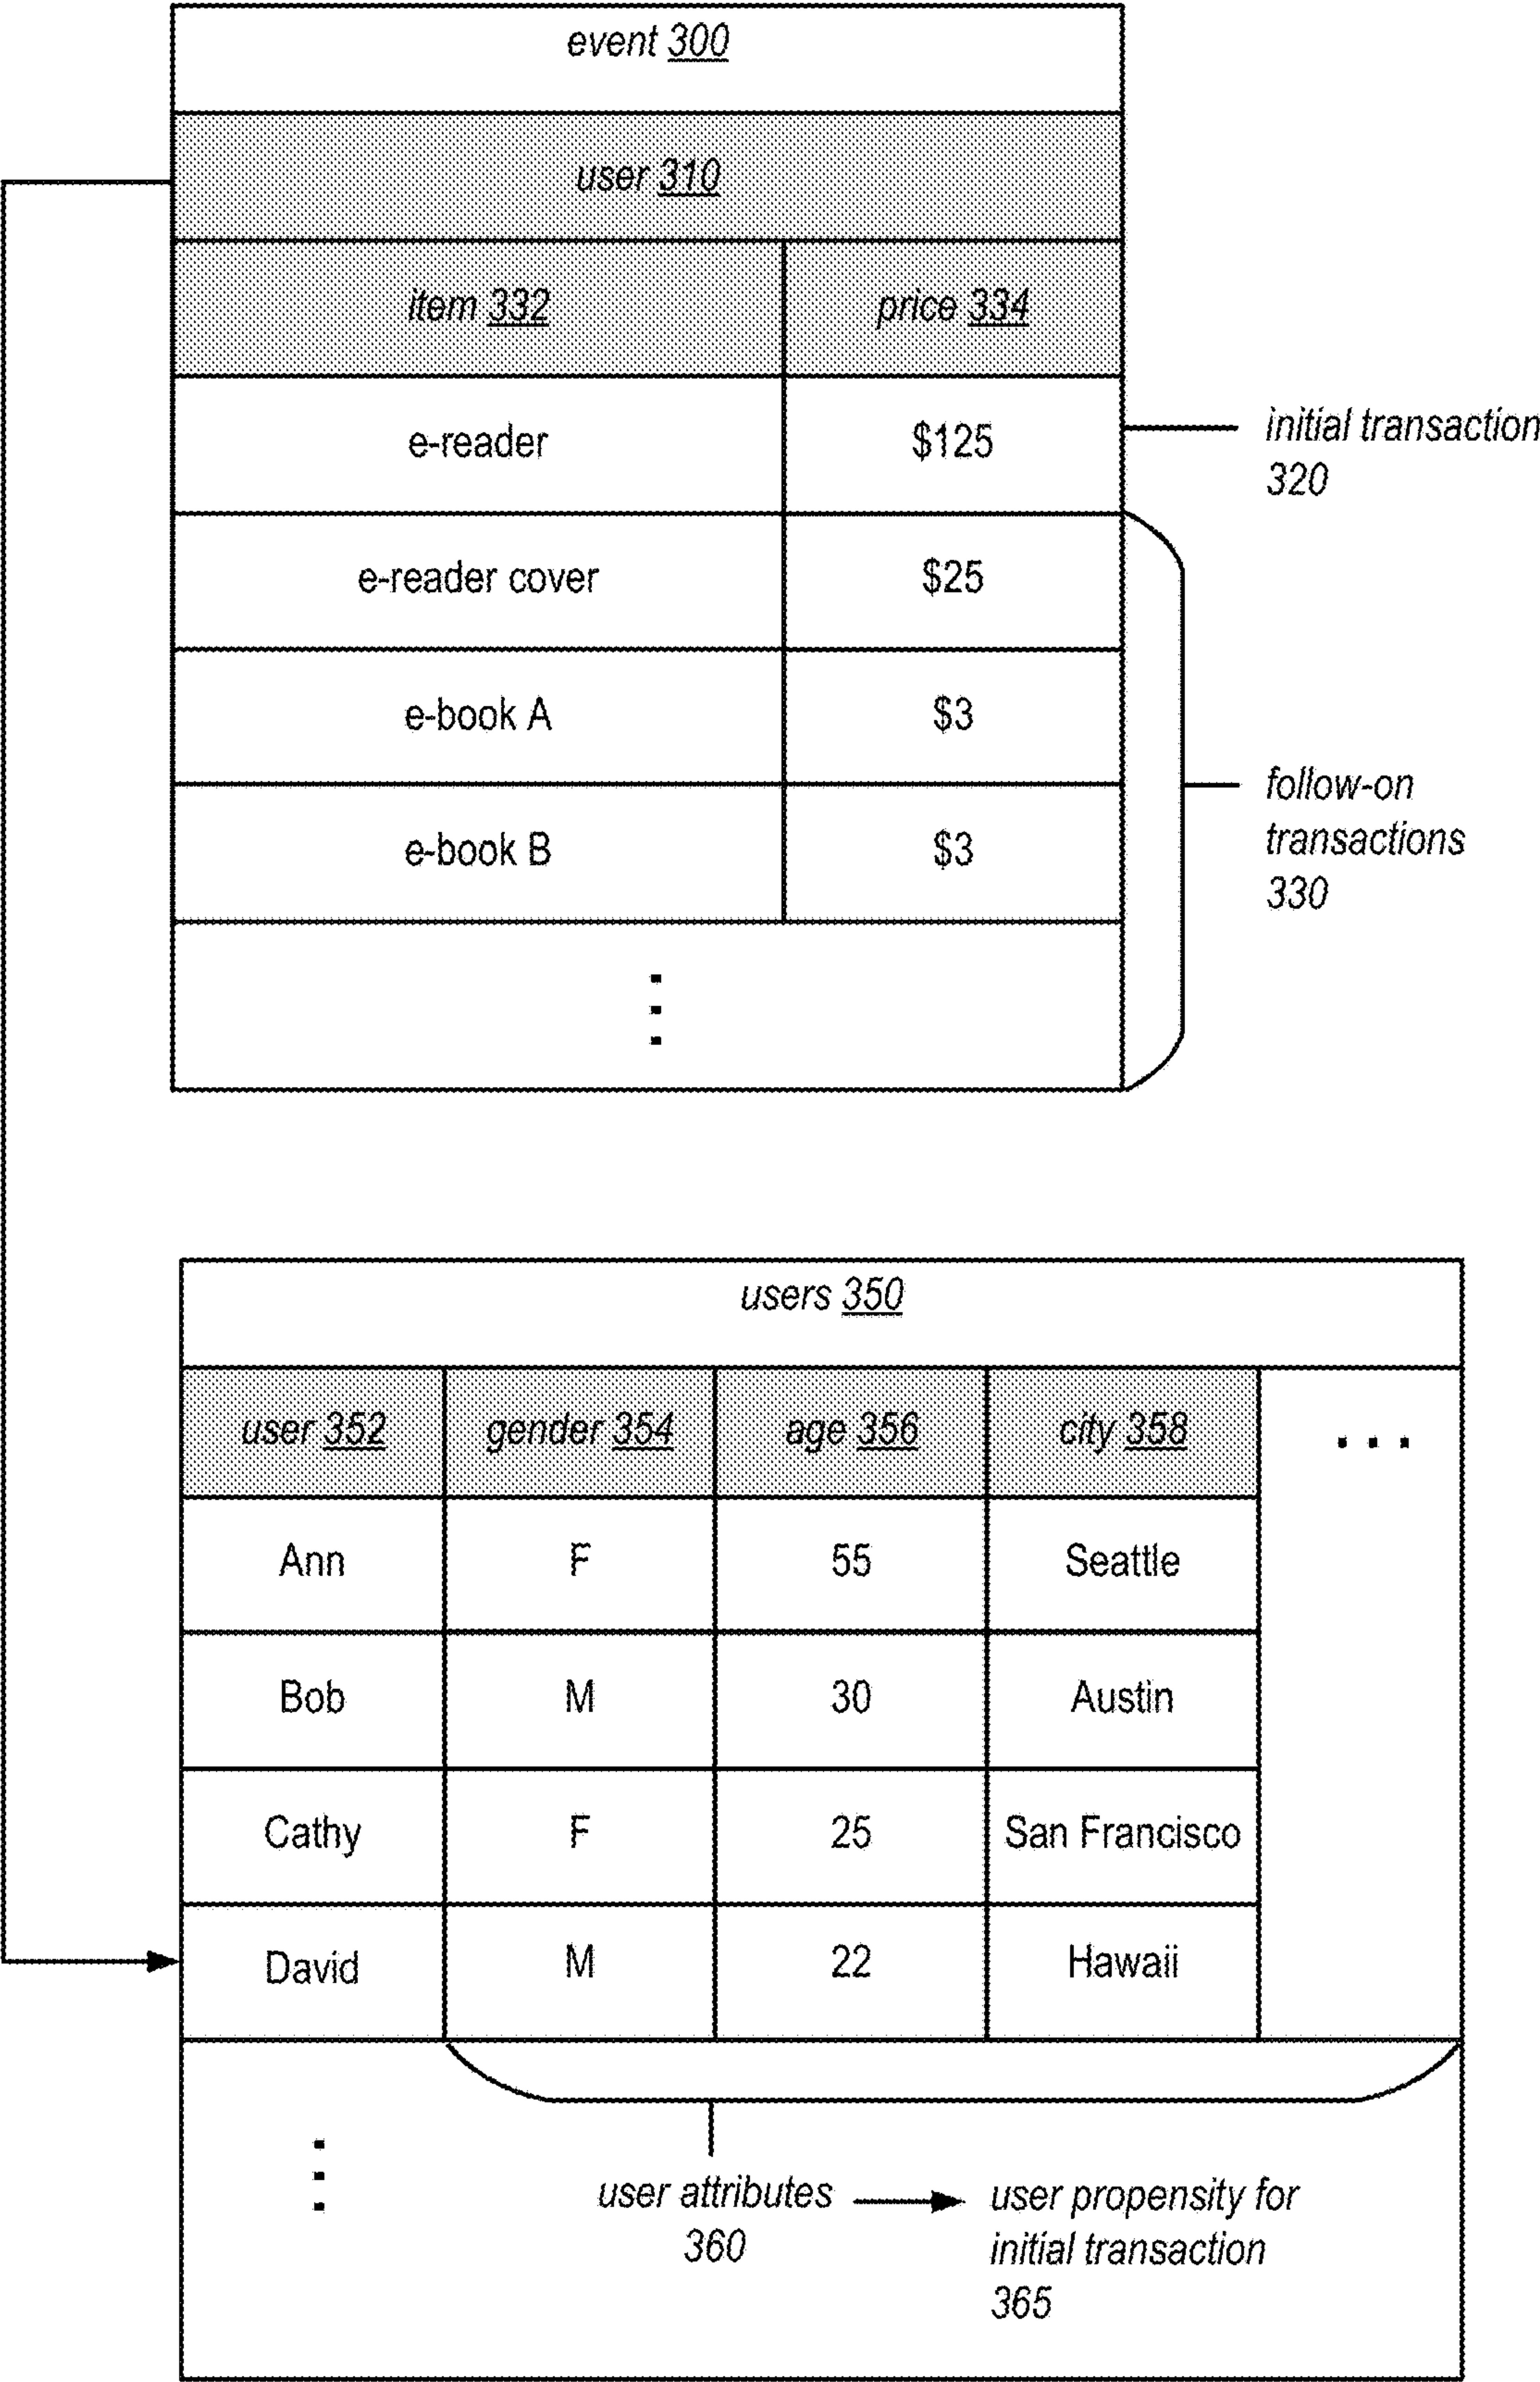 event 300
user 310
item 332 price 334
e-reader $125
initial transaction
320
e-reader cover $25
e-book A $3
e-book B $3
follow-on
transactions
330
users 350
user 352 gender 354 age 356 city 358
Ann F 55 Seattle
Bob M 30 Austin
Cathy F 25 San Francisco
David M 22 Hawaii
user attributes
360
user propensity for
initial transaction
365